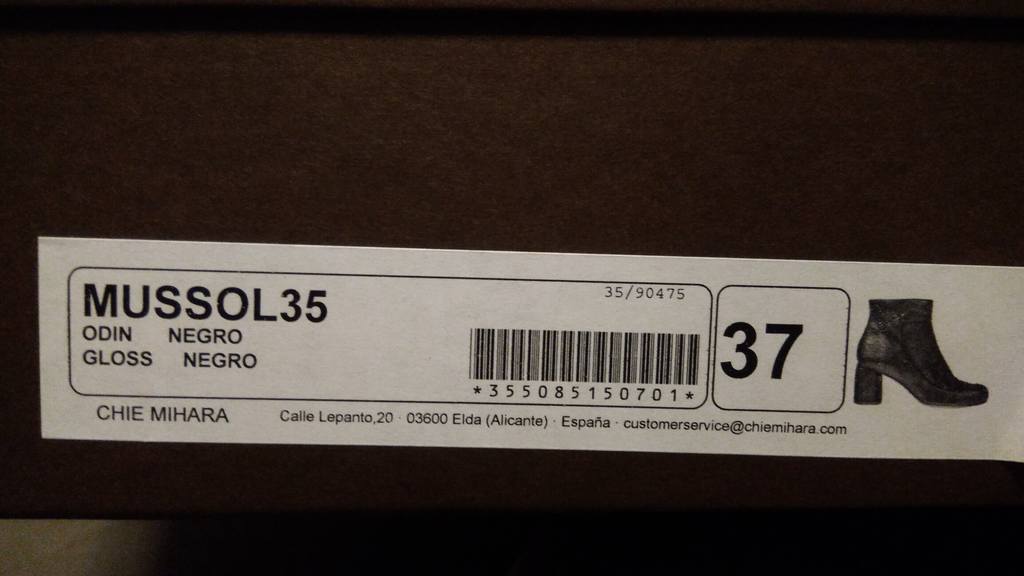 MUSSOL35
35/90475
ODIN NEGRO
GLOSS NEGRO
*355085150701*
37
CHIE MIHARA
Calle Lepanto,20 · 03600 Elda (Alicante) · España · customerservice@chiemihara.com